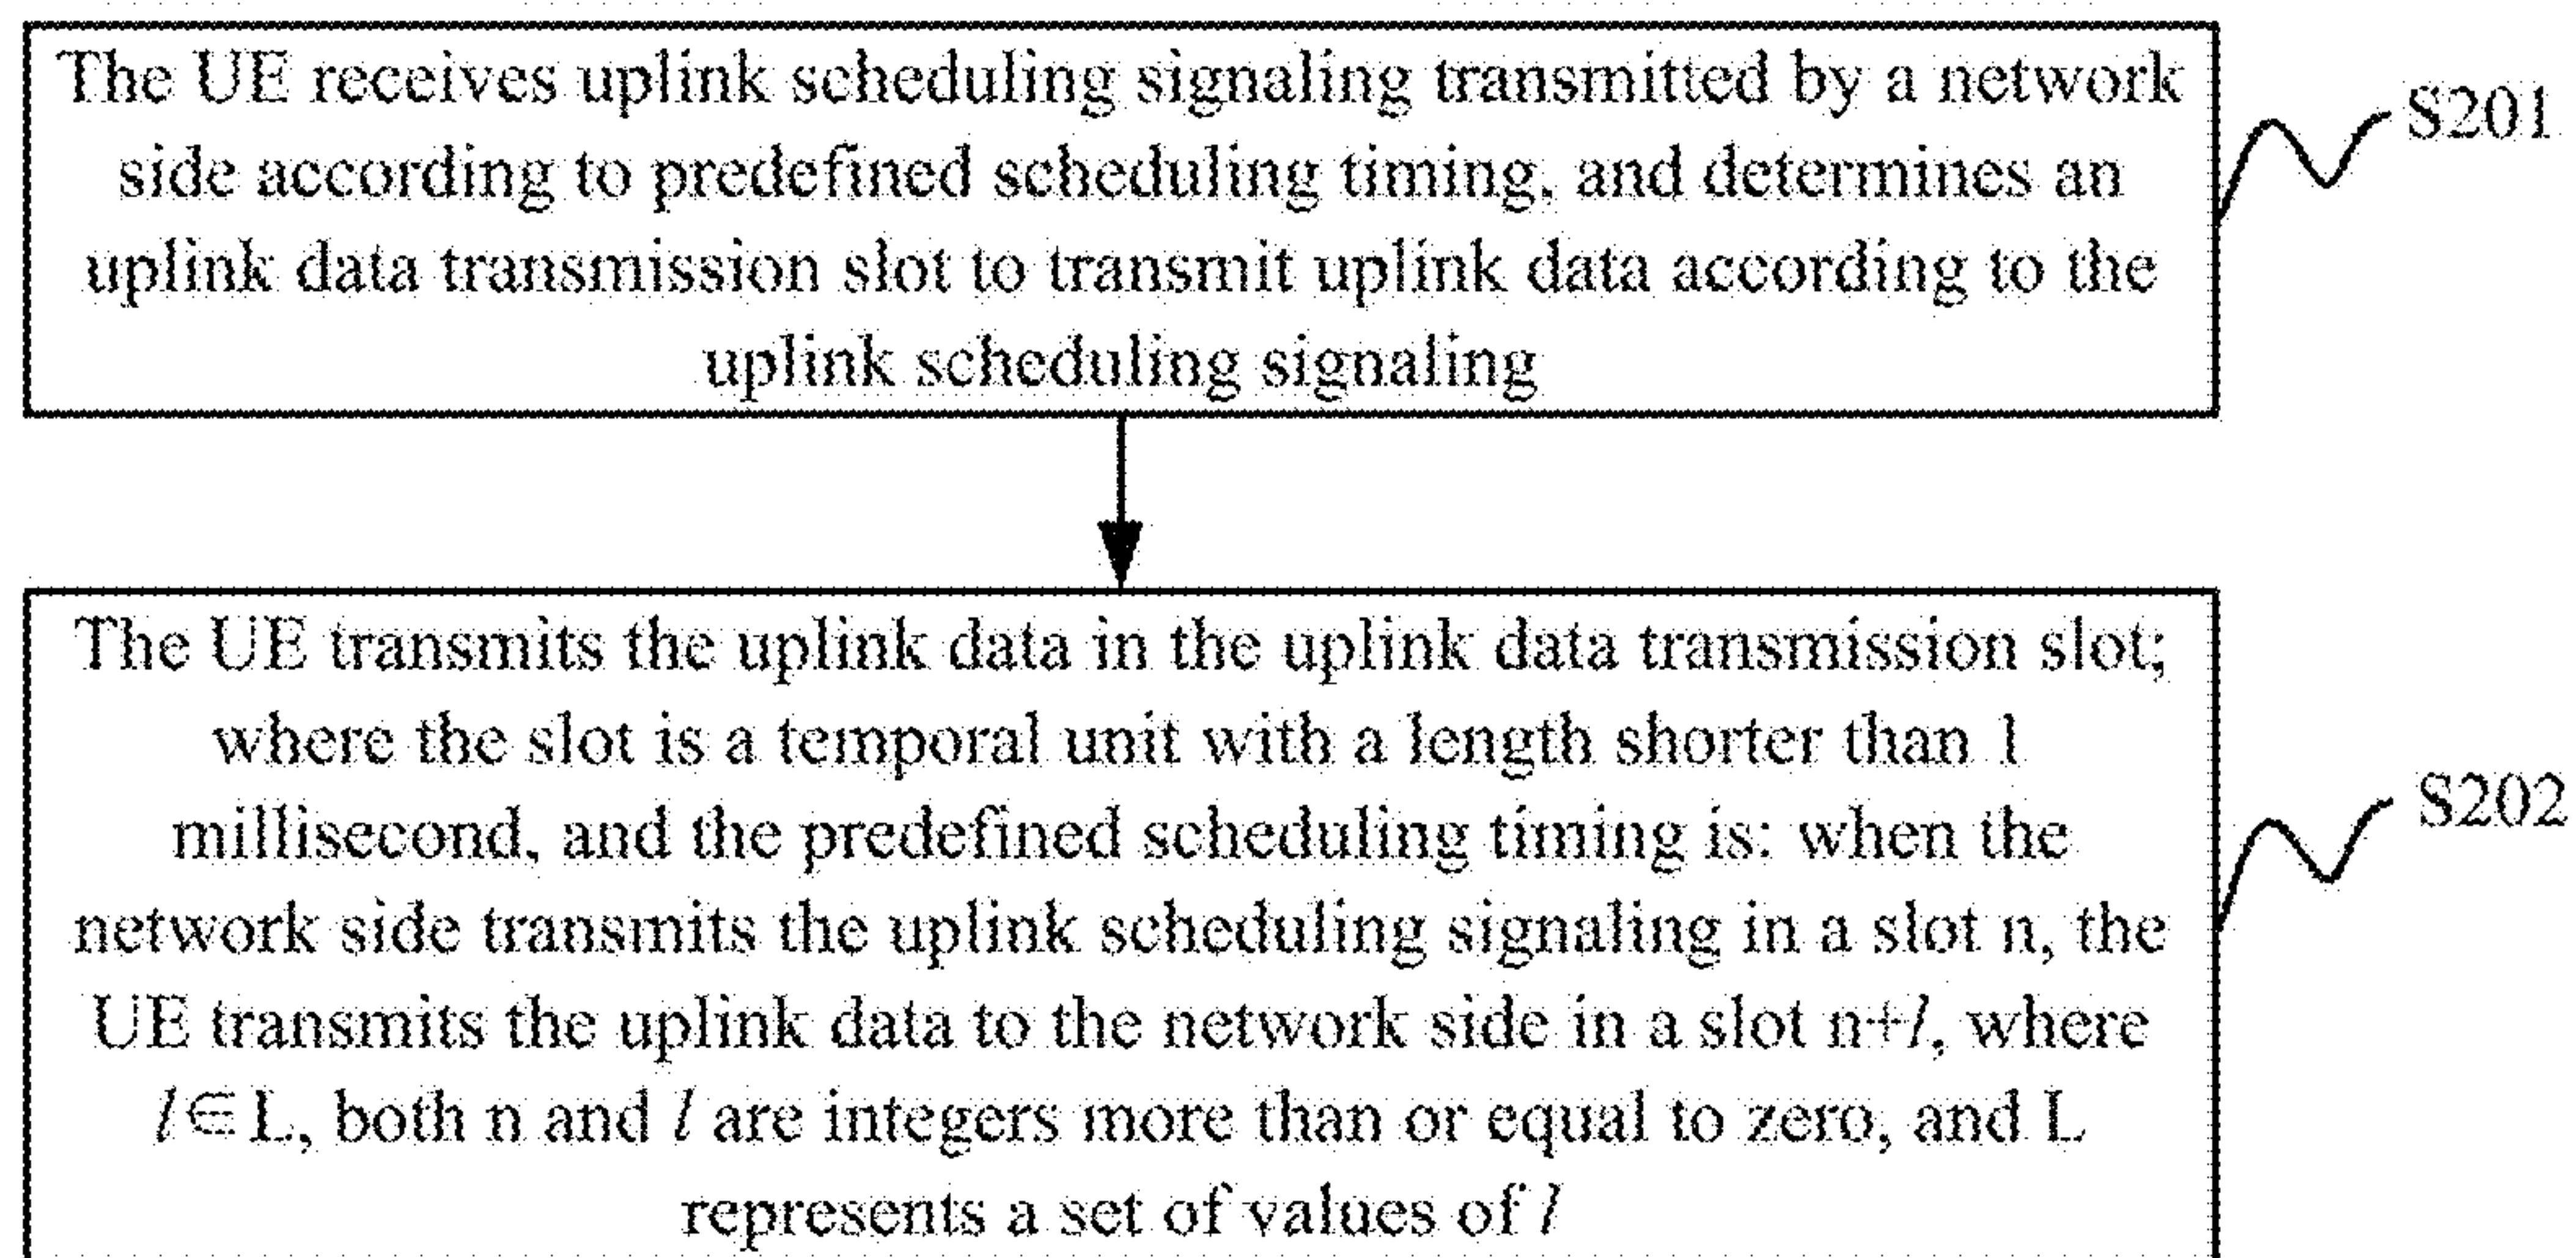 The UE receives uplink scheduling signaling transmitted by a network
side according to predefined scheduling timing, and determines an
uplink data transmission slot to transmit uplink data according to the
uplink scheduling signaling
S201
The UE transmits the uplink data in the uplink data transmission slot;
where the slot is a temporal unit with a length shorter than 1
millisecond, and the predefined scheduling timing is: when the
network side transmits the uplink scheduling signaling in a slot n, the
UE transmits the uplink data to the network side in a slot n+l, where
l∈L, both n and l are integers more than or equal to zero, and L
represents a set of values of l
S202